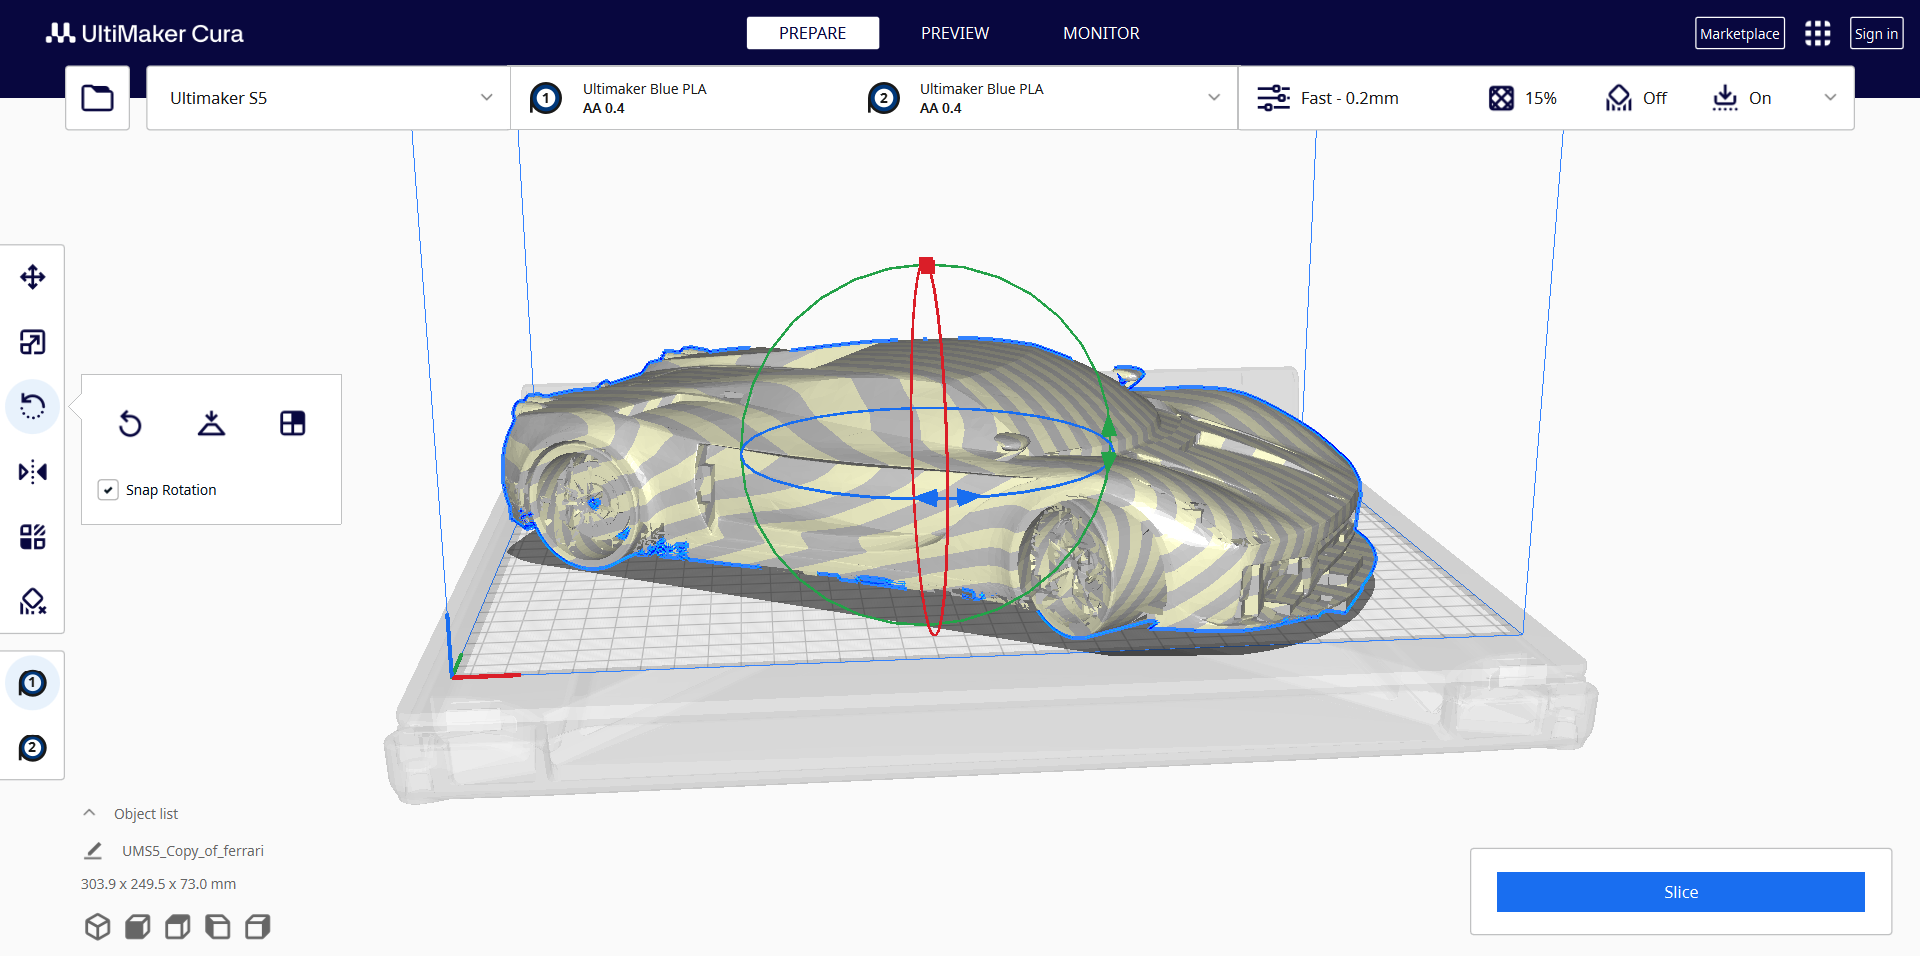 UltiMaker Cura
PREPARE
PREVIEW
MONITOR
Marketplace
Sign in
Ultimaker S5
1
Ultimaker Blue PLA
AA 0.4
2
Ultimaker Blue PLA
AA 0.4
Fast - 0.2mm
15%
Off
On
Snap Rotation
1
2
Object list
UMS5_Copy_of_ferrari
303.9 x 249.5 x 73.0 mm
Slice